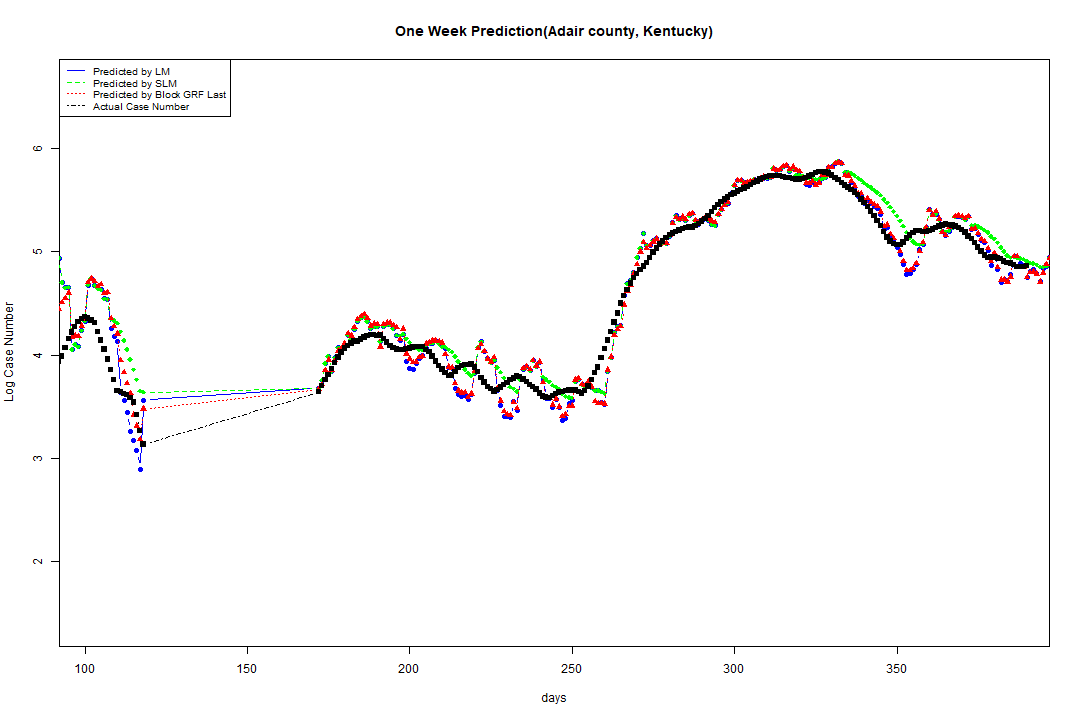 One Week Prediction(Adair county, Kentucky)
Predicted by LM
Predicted by SLM
Predicted by Block GRF Last
Actual Case Number
Log Case Number
6
5
4
3
2
100 150 200 250 300 350
days